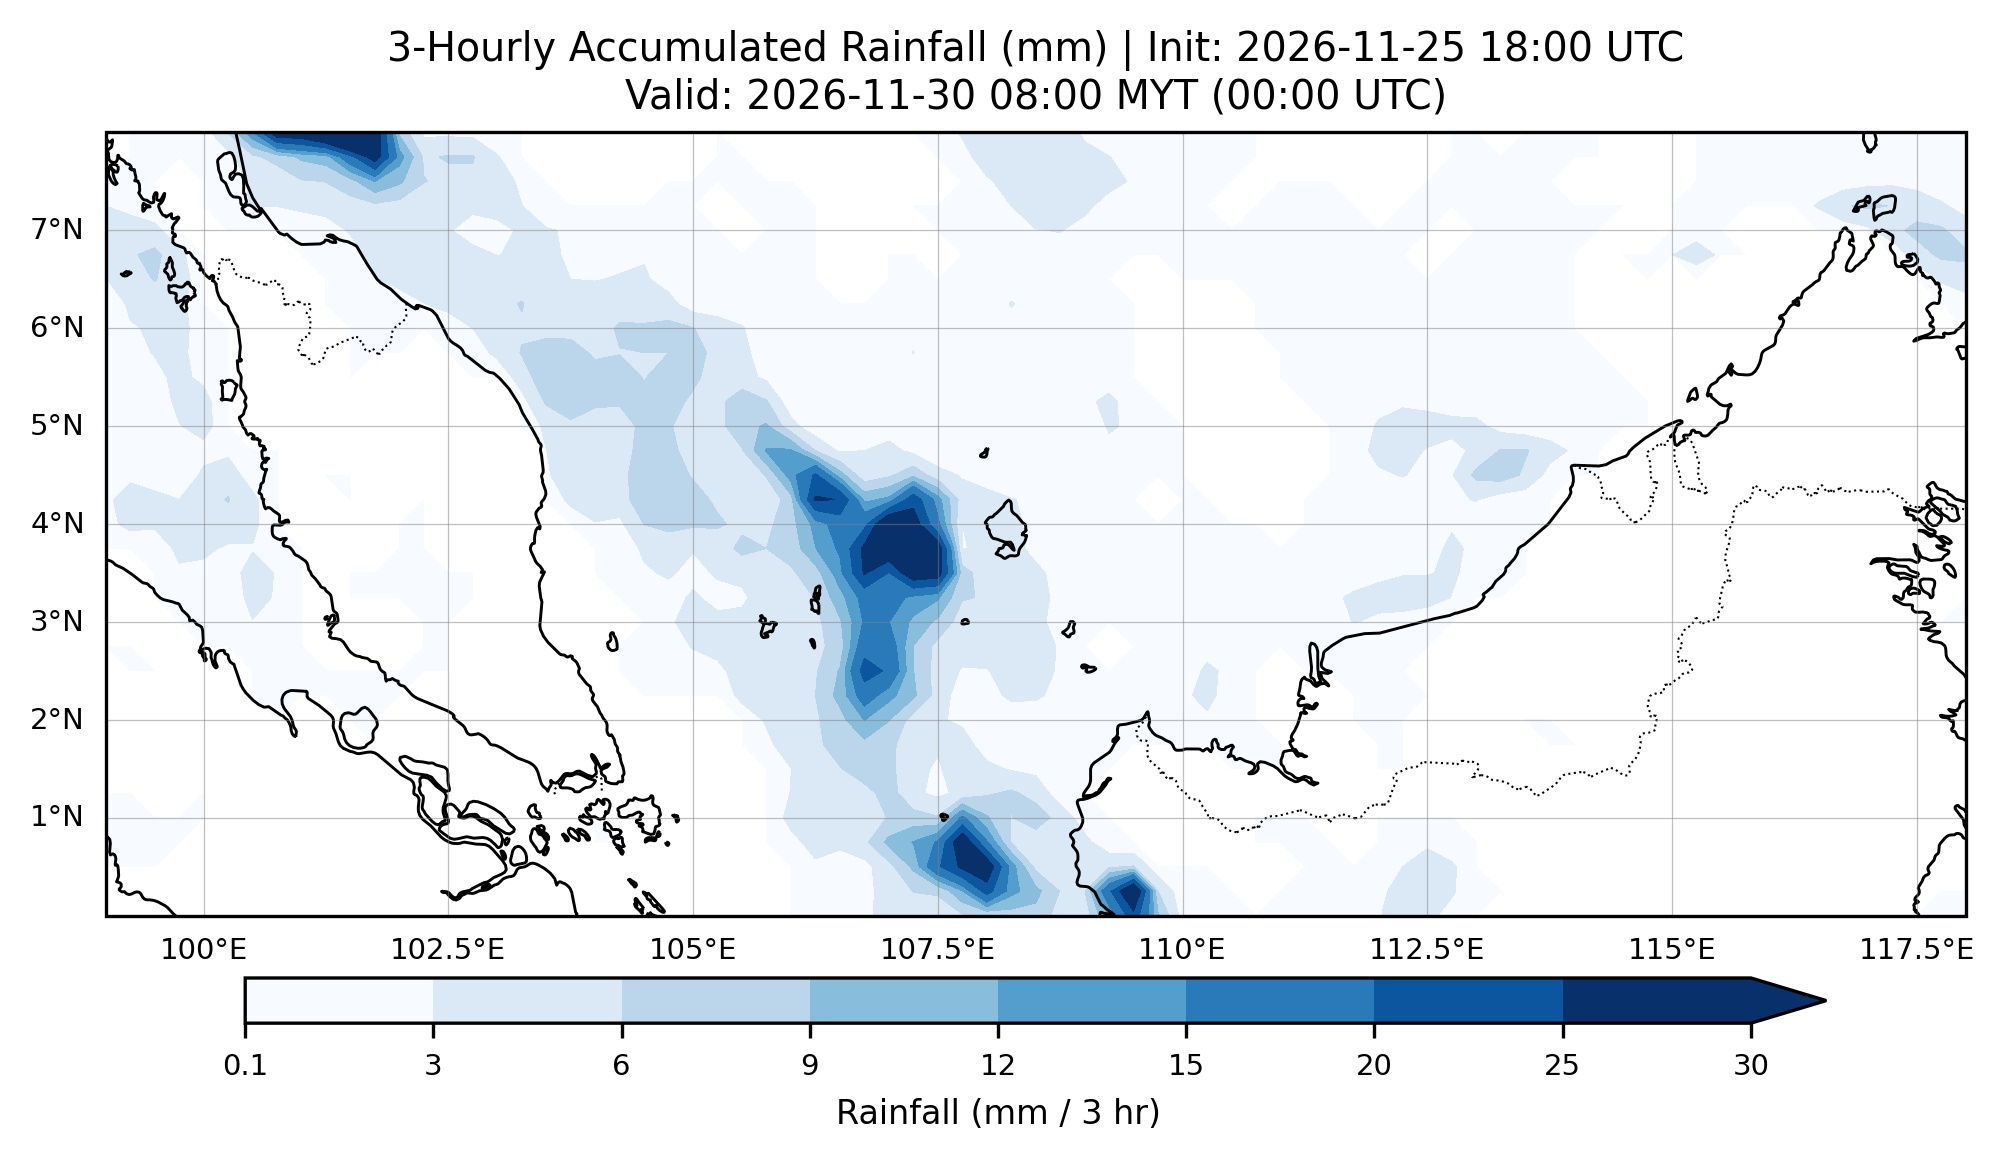 3-Hourly Accumulated Rainfall (mm) | Init: 2026-11-25 18:00 UTC
Valid: 2026-11-30 08:00 MYT (00:00 UTC)
7°N
6°N
5°N
4°N
3°N
2°N
1°N
100°E 102.5°E 105°E 107.5°E 110°E 112.5°E 115°E 117.5°E
0.1 3 6 9 12 15 20 25 30
Rainfall (mm / 3 hr)